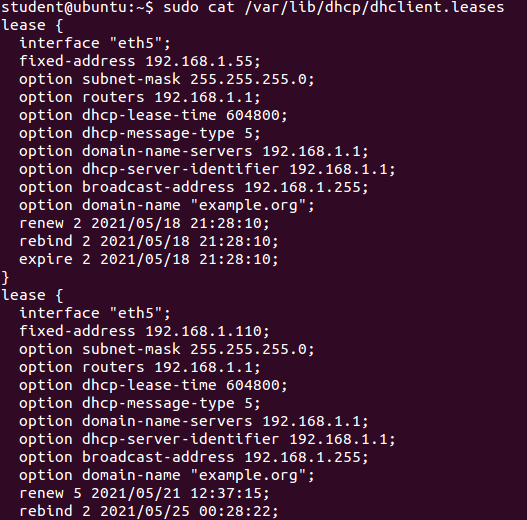 student@ubuntu:~$ sudo cat /var/lib/dhcp/dhclient.leases
lease {
  interface "eth5";
  fixed-address 192.168.1.55;
  option subnet-mask 255.255.255.0;
  option routers 192.168.1.1;
  option dhcp-lease-time 604800;
  option dhcp-message-type 5;
  option domain-name-servers 192.168.1.1;
  option dhcp-server-identifier 192.168.1.1;
  option broadcast-address 192.168.1.255;
  option domain-name "example.org";
  renew 2 2021/05/18 21:28:10;
  rebind 2 2021/05/18 21:28:10;
  expire 2 2021/05/18 21:28:10;
}
lease {
  interface "eth5";
  fixed-address 192.168.1.110;
  option subnet-mask 255.255.255.0;
  option routers 192.168.1.1;
  option dhcp-lease-time 604800;
  option dhcp-message-type 5;
  option domain-name-servers 192.168.1.1;
  option dhcp-server-identifier 192.168.1.1;
  option broadcast-address 192.168.1.255;
  option domain-name "example.org";
  renew 5 2021/05/21 12:37:15;
  rebind 2 2021/05/25 00:28:22;